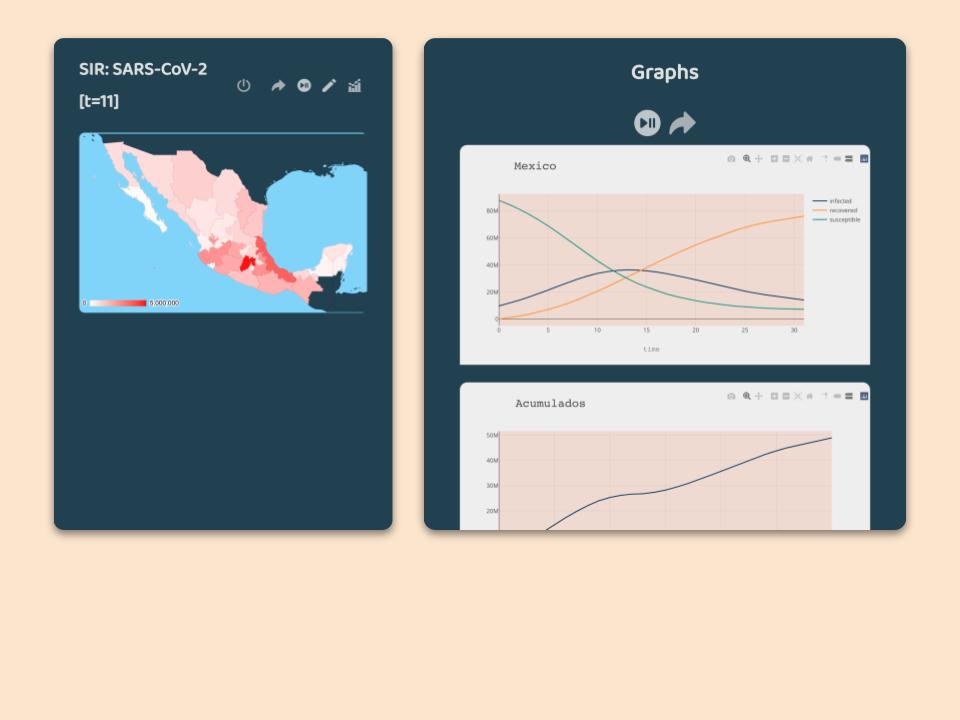 SIR: SARS-CoV-2
[t=11]
0
5 000 000
Graphs
Mexico
infected
recovered
susceptible
80M
60M
40M
20M
0
0 5 10 15 20 25 30
time
Acumulados
50M
40M
30M
20M